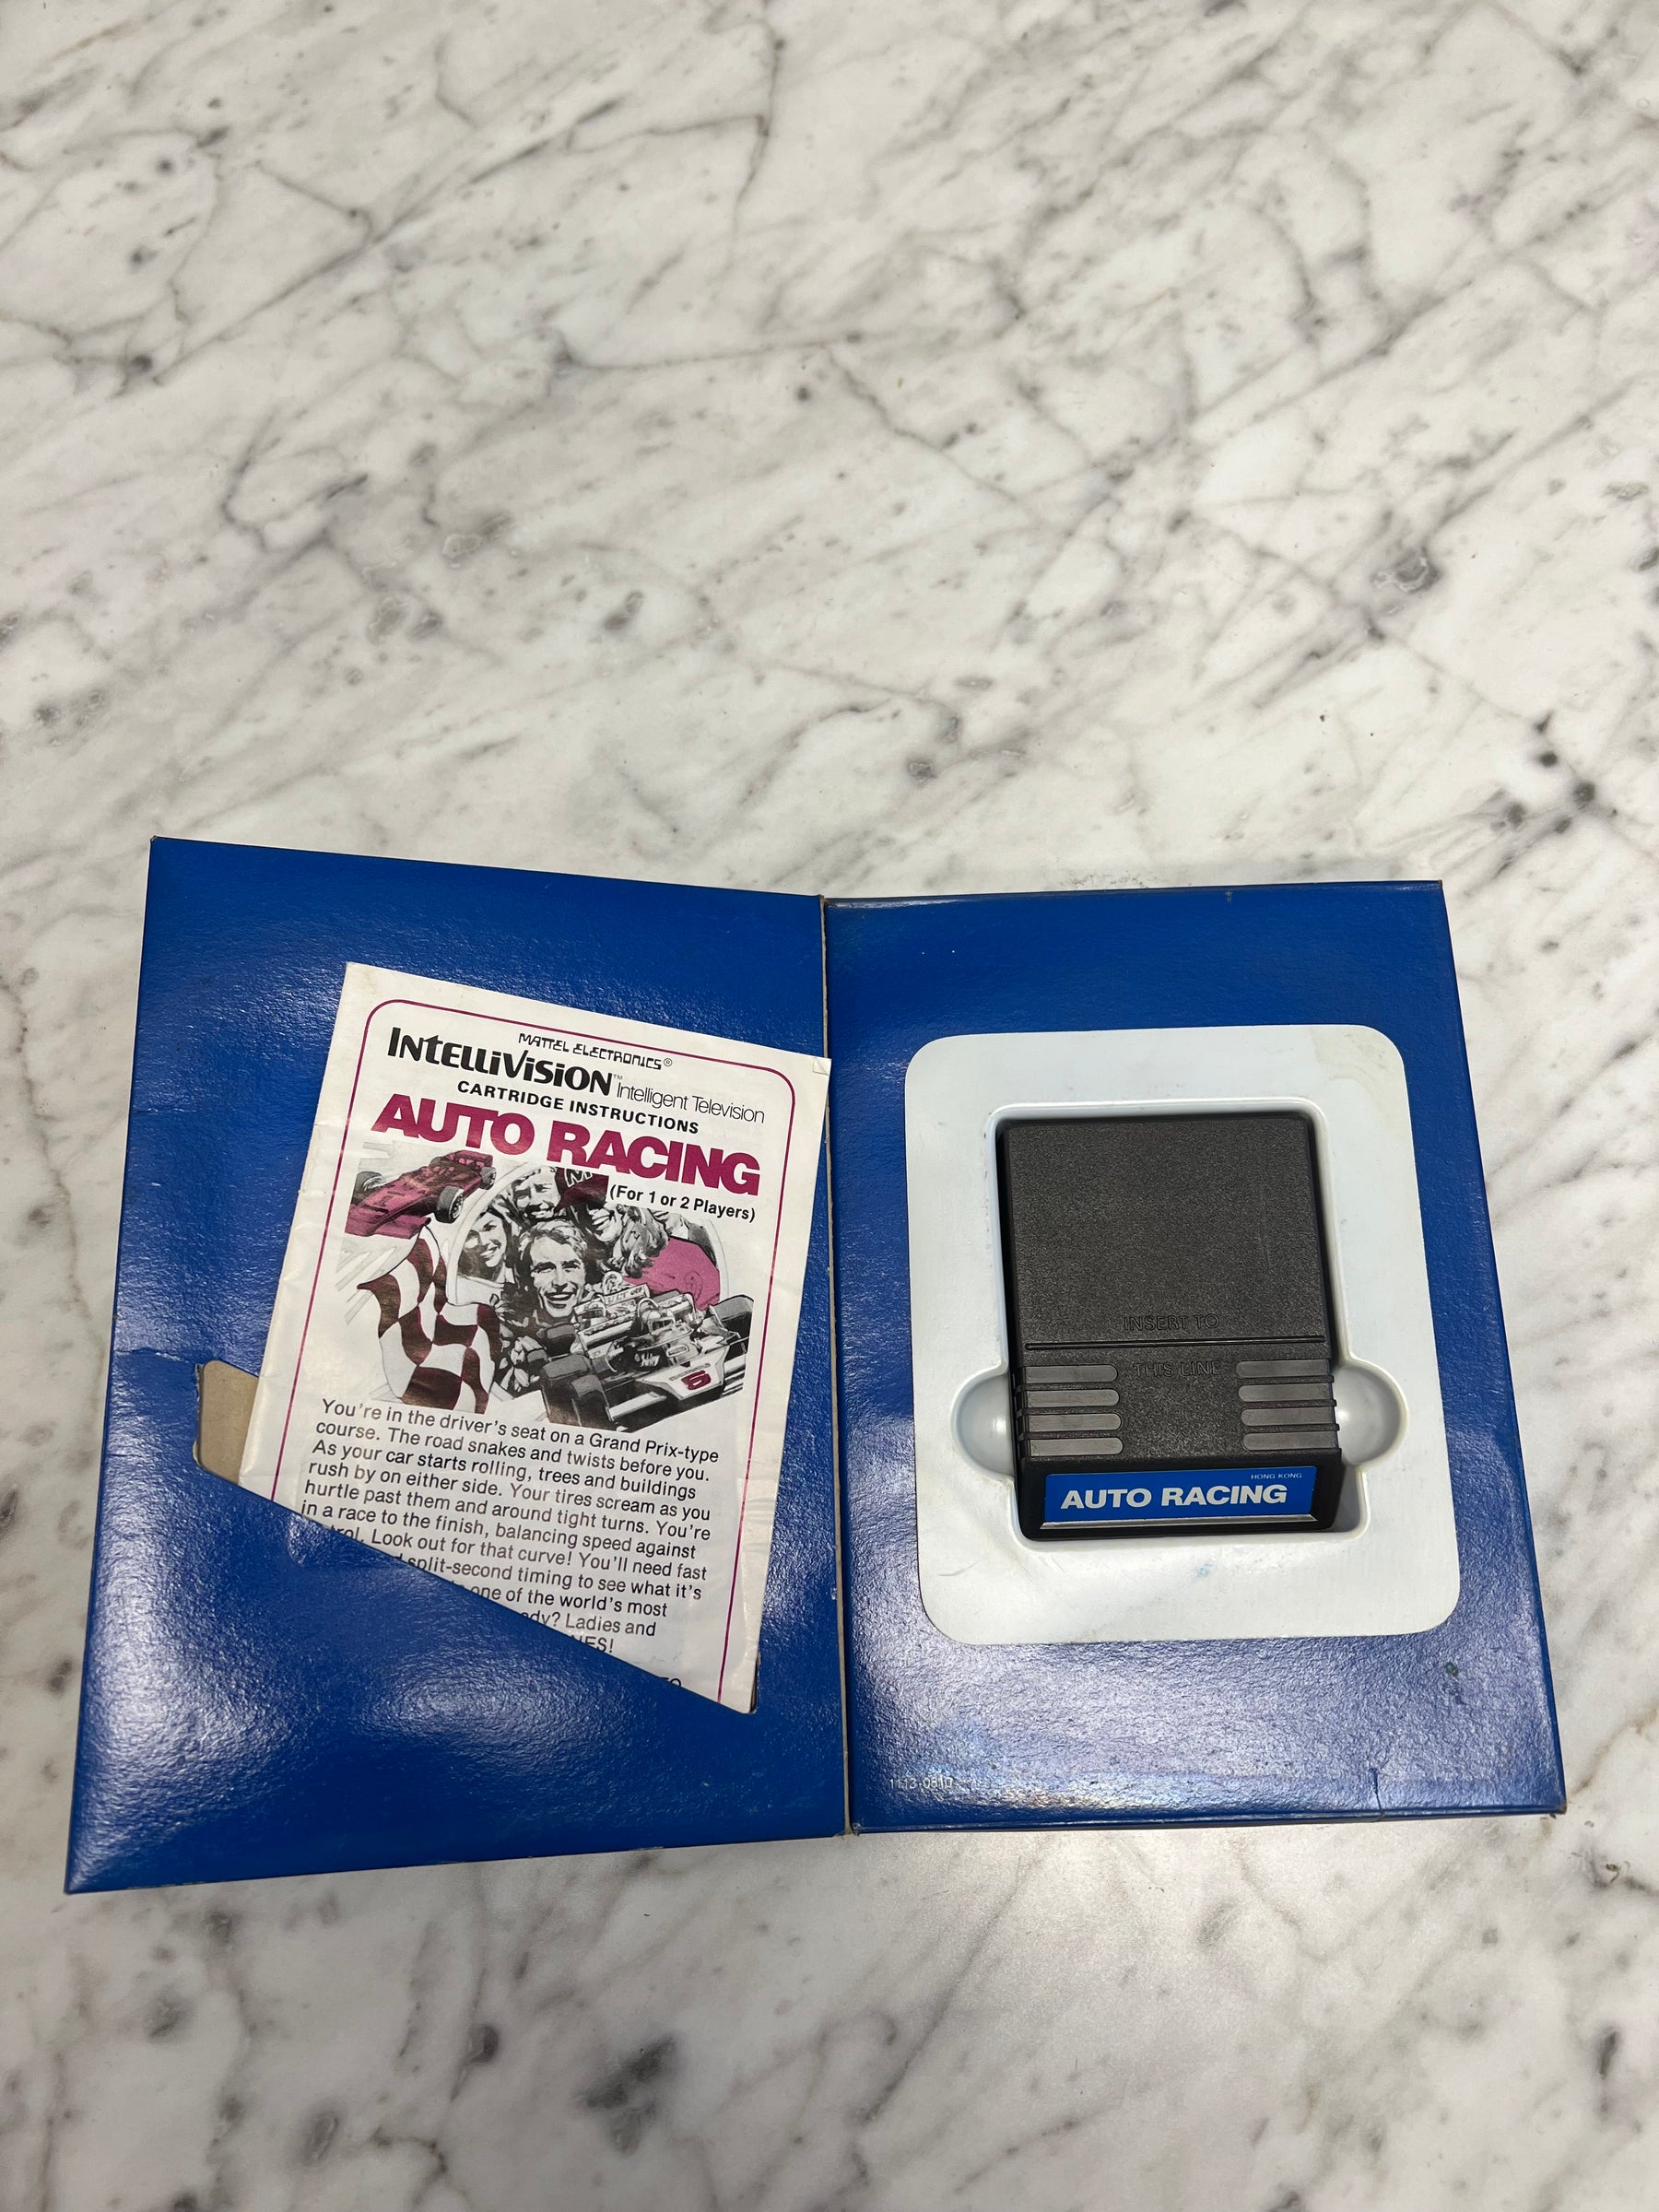 MATTEL ELECTRONICS®
INTELLIVISION™ Intelligent Television
CARTRIDGE INSTRUCTIONS
AUTO RACING
(For 1 or 2 Players)
M
5
You're in the driver's seat on a Grand Prix-type
course. The road snakes and twists before you.
As your car starts rolling, trees and buildings
rush by on either side. Your tires scream as you
hurtle past them and around tight turns. You're
in a race to the finish, balancing speed against
Look out for that curve! You'll need fast
split-second timing to see what it's
one of the world's most
Ladies and
INSERT TO
THIS LINE
HONG KONG
AUTO RACING
1113-0810